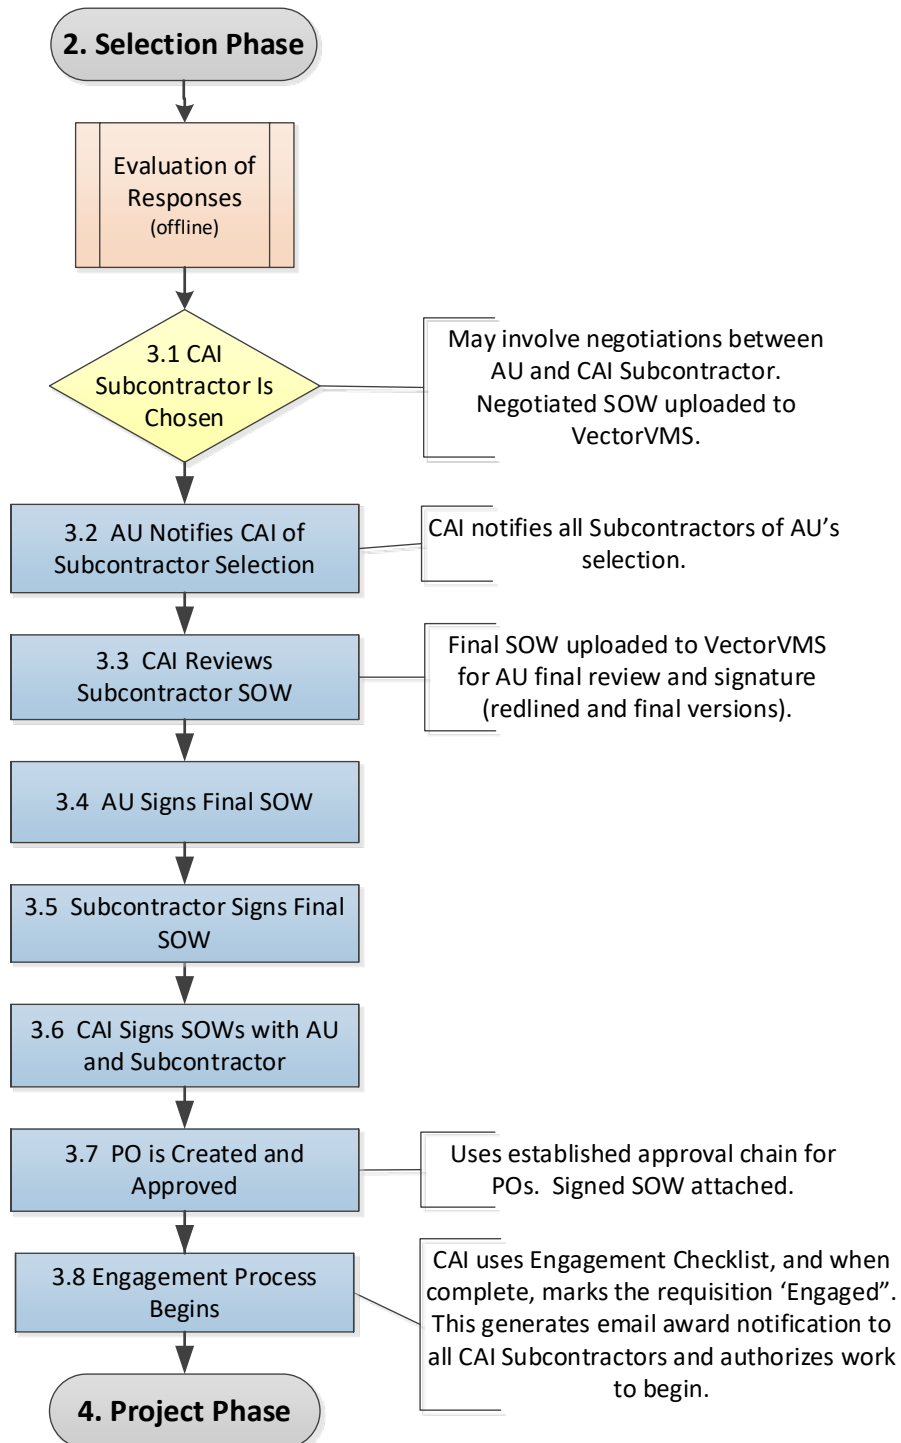 2. Selection Phase
Evaluation of
Responses
(offline)
3.1 CAI
Subcontractor Is
Chosen
May involve negotiations between
AU and CAI Subcontractor.
Negotiated SOW uploaded to
VectorVMS.
3.2  AU Notifies CAI of
Subcontractor Selection
CAI notifies all Subcontractors of AU’s
selection.
3.3  CAI Reviews
Subcontractor SOW
Final SOW uploaded to VectorVMS
for AU final review and signature
(redlined and final versions).
3.4  AU Signs Final SOW
3.5  Subcontractor Signs Final
SOW
3.6  CAI Signs SOWs with AU
and Subcontractor
3.7  PO is Created and
Approved
Uses established approval chain for
POs.  Signed SOW attached.
3.8 Engagement Process
Begins
CAI uses Engagement Checklist, and when
complete, marks the requisition ‘Engaged”.
This generates email award notification to
all CAI Subcontractors and authorizes work
to begin.
4. Project Phase